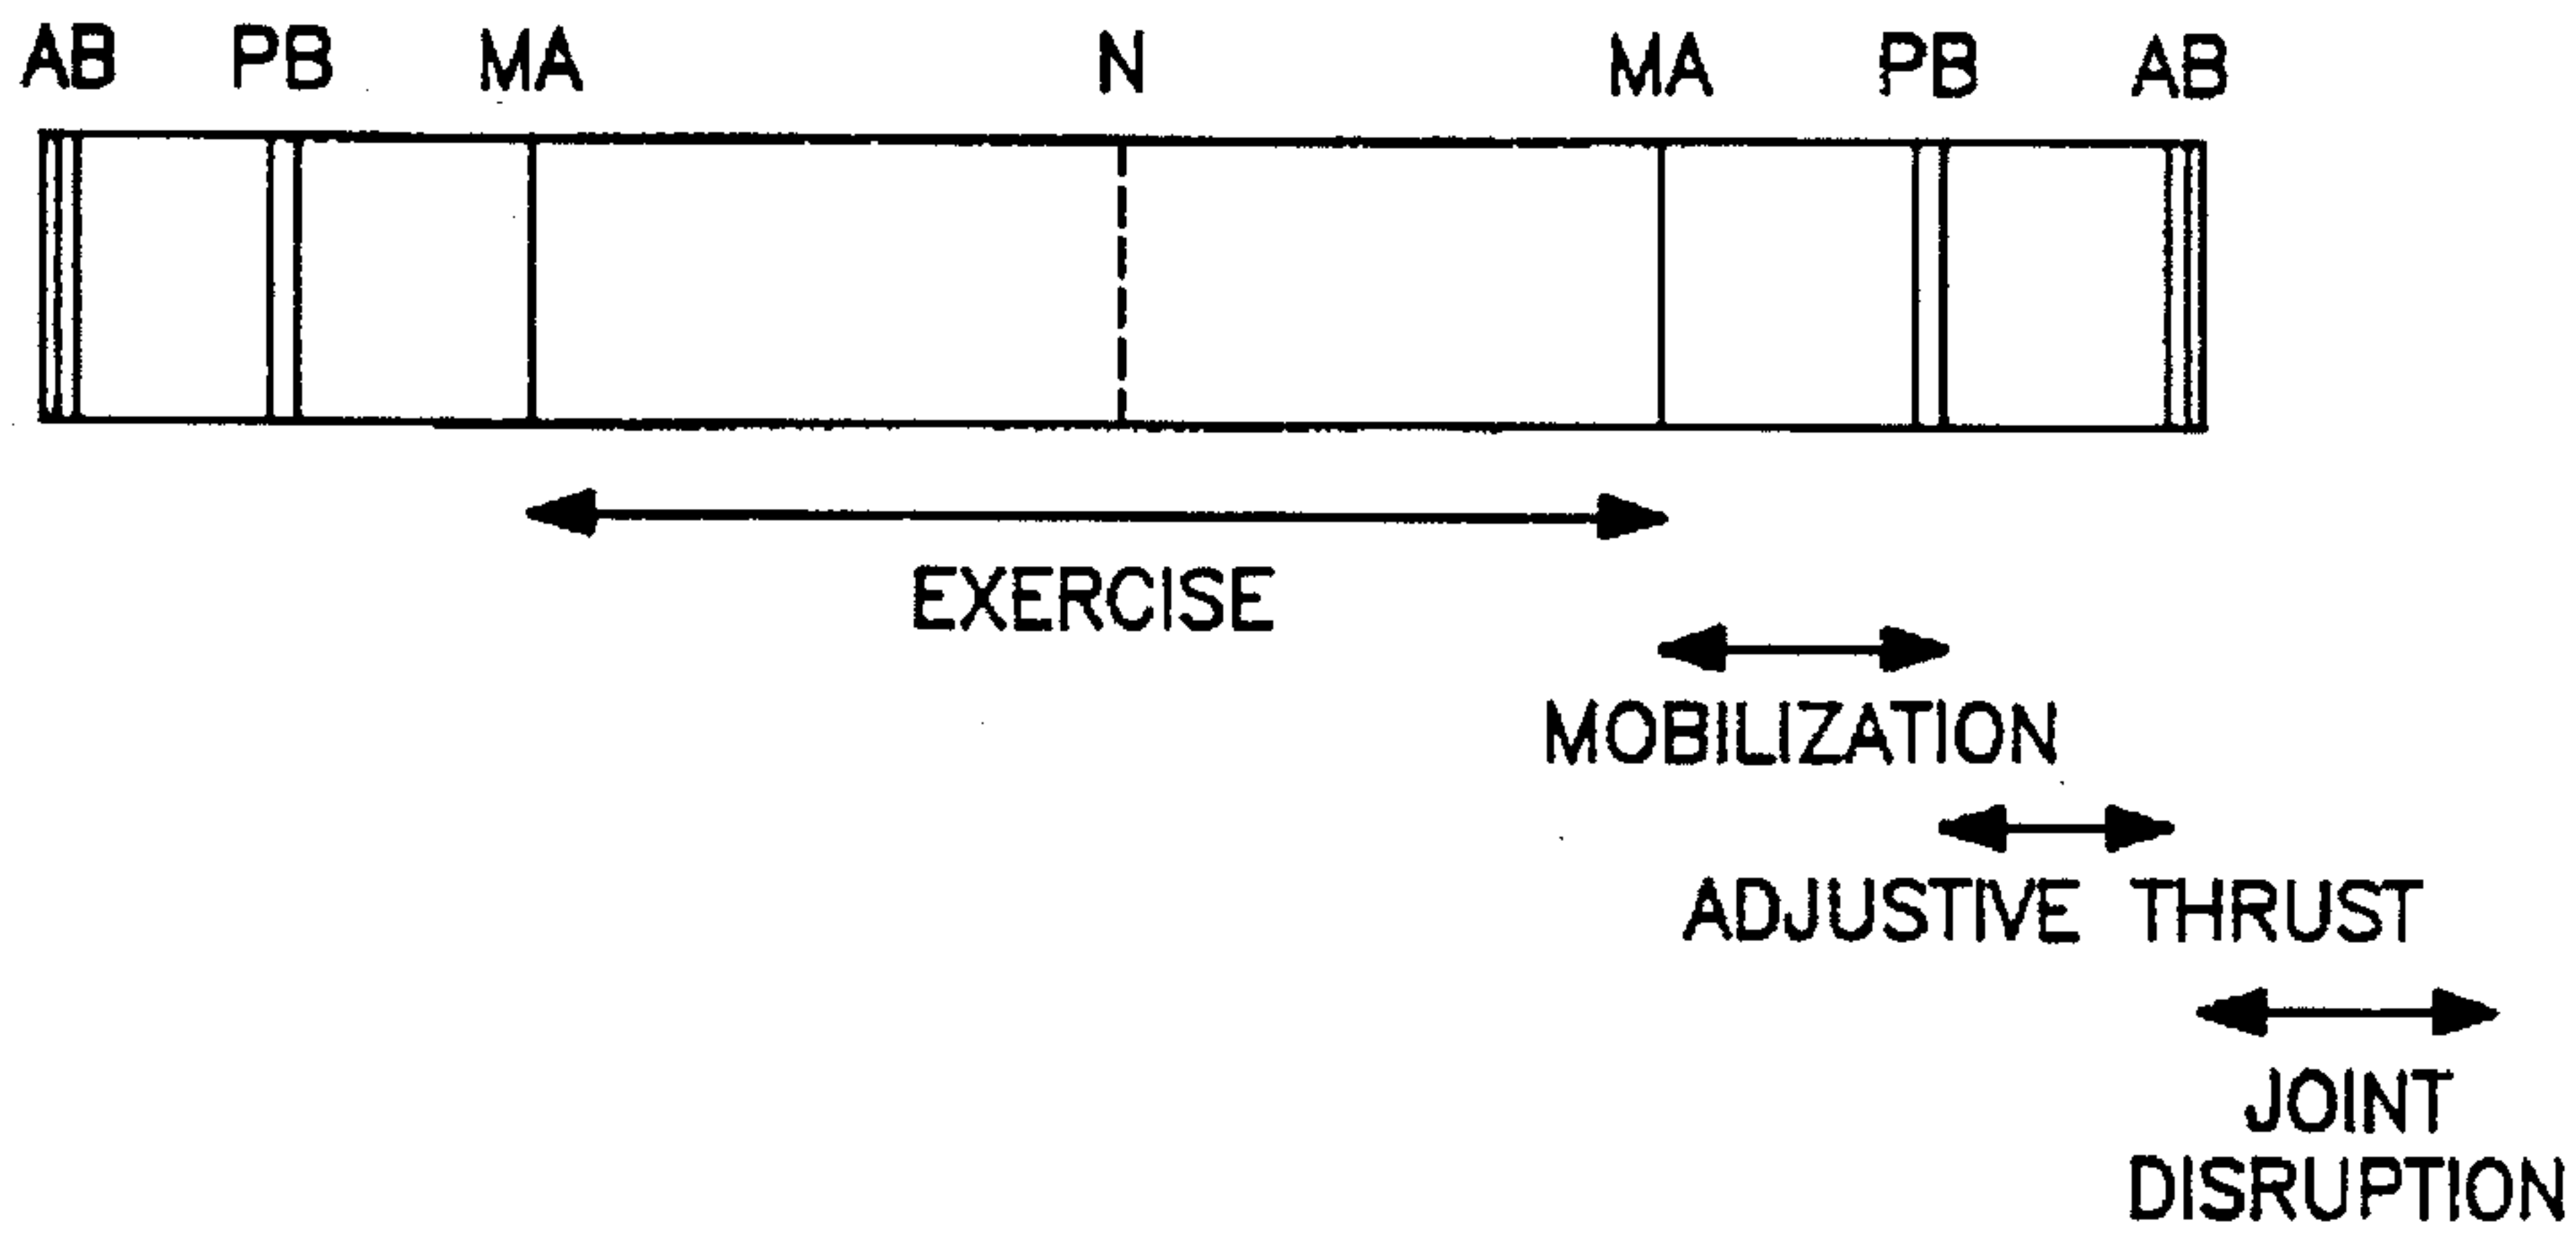 AB PB MA N MA PB AB
EXERCISE
MOBILIZATION
ADJUSTIVE THRUST
JOINT
DISRUPTION